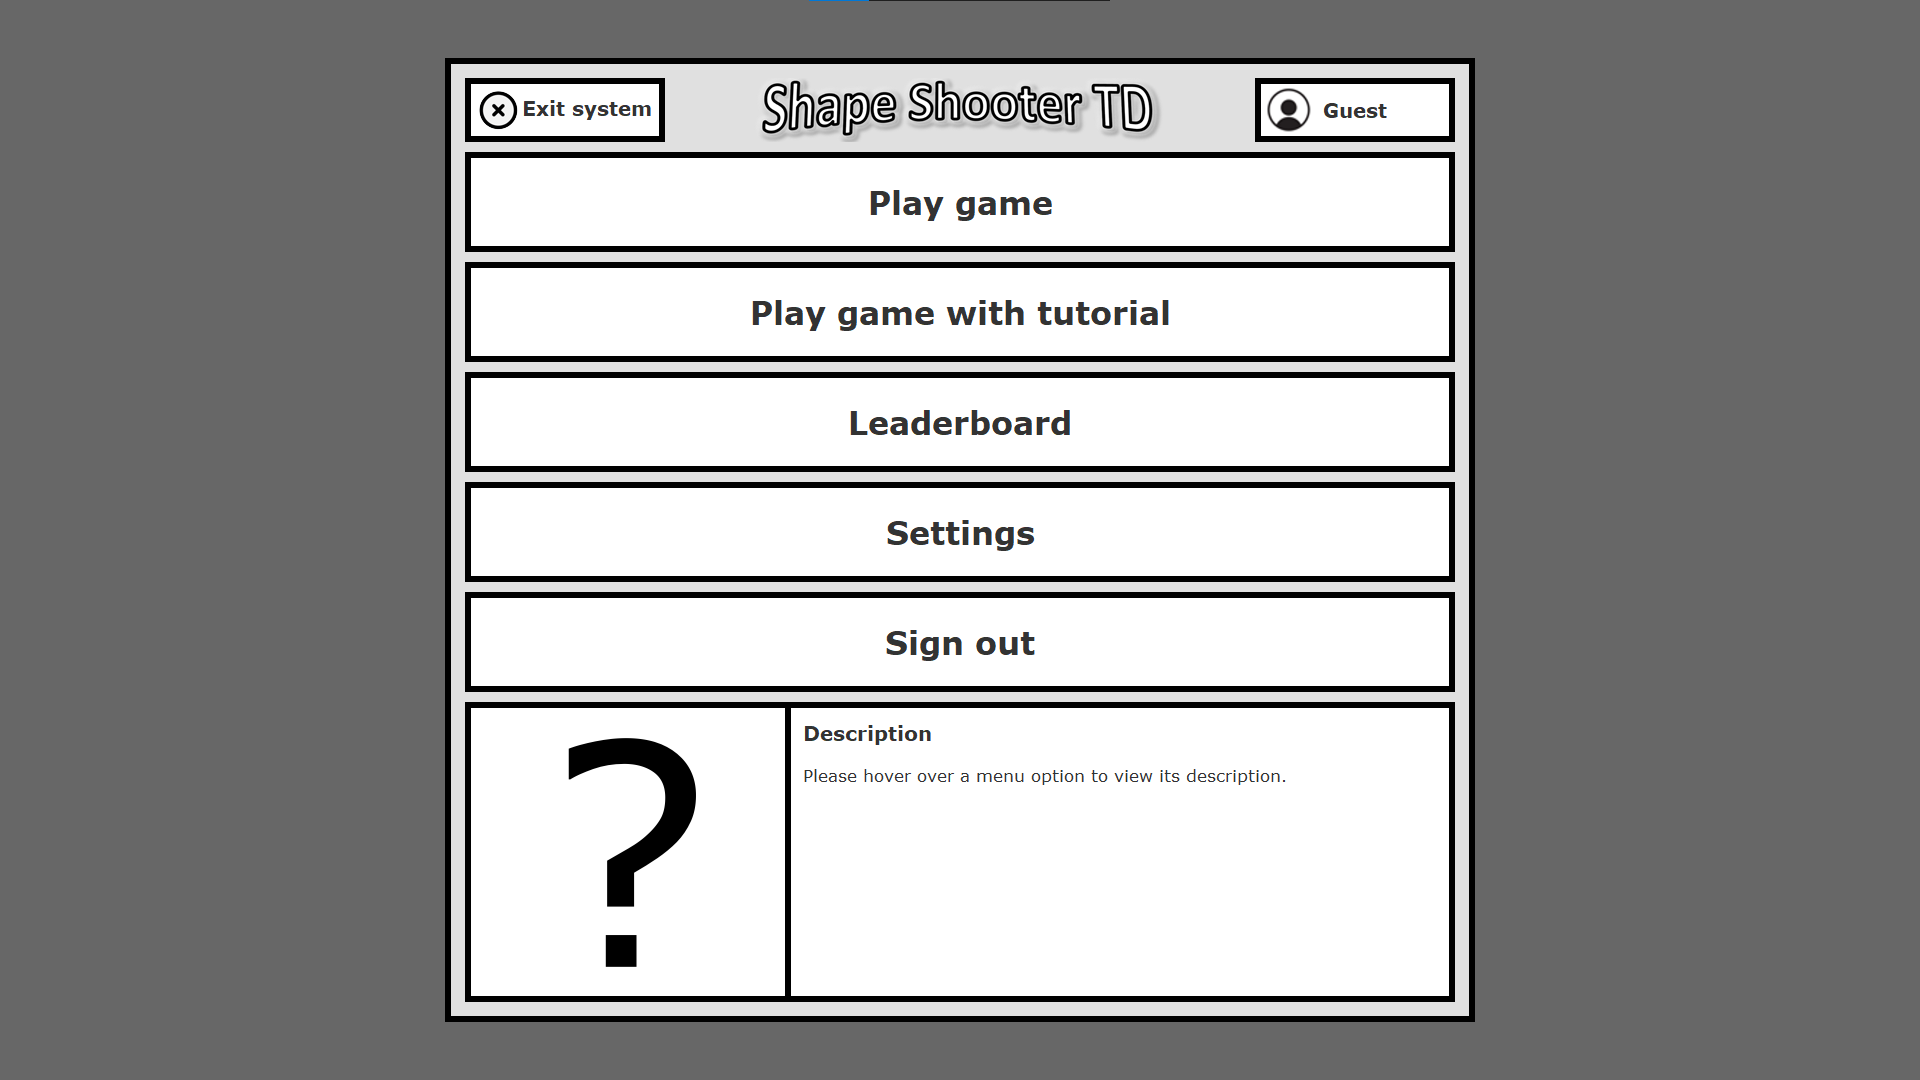 Exit system
Shape Shooter TD
Guest
Play game
Play game with tutorial
Leaderboard
Settings
Sign out
?
Description
Please hover over a menu option to view its description.